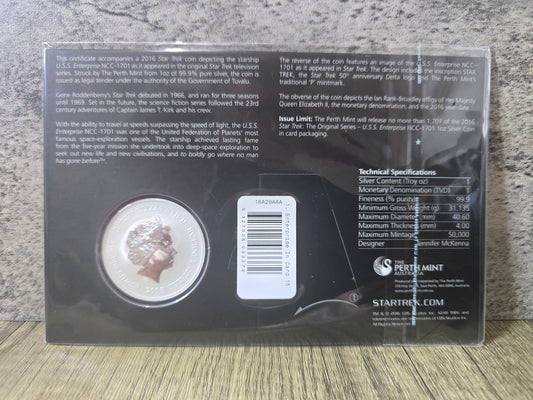 This certificate accompanies a 2016 Star Trek coin depicting the starship
U.S.S. Enterprise NCC-1701 as it appeared in the original Star Trek television
series. Struck by The Perth Mint from 1oz of 99.9% pure silver, the coin is
issued as legal tender under the authority of the Government of Tuvalu.
Gene Roddenberry's Star Trek debuted in 1966, and ran for three seasons
until 1969. Set in the future, the science fiction series followed the 23rd
century adventures of Captain James T. Kirk and his crew.
With the ability to travel at speeds surpassing the speed of light, the U.S.S.
Enterprise NCC-1701 was one of the United Federation of Planets' most
famous space-exploration vessels. The starship achieved lasting fame
from the five-year mission she undertook into deep-space exploration to
seek out new life and new civilisations, and to boldly go where no man
has gone before™.
The reverse of the coin features an image of the U.S.S. Enterprise NCC–
1701 as it appeared in Star Trek. The design includes the inscription STAR
TREK, the Star Trek 50th anniversary Delta logo and The Perth Mint's
traditional 'P' mintmark.
The obverse of the coin depicts the Ian Rank-Broadley effigy of Her Majesty
Queen Elizabeth II, the monetary denomination, and the 2016 year-date.
Issue Limit: The Perth Mint will release no more than 1,701 of the 2016
Star Trek: The Original Series – U.S.S. Enterprise NCC-1701 1oz Silver Coin
in card packaging.
Technical Specifications
Silver Content (Troy oz) 1
Monetary Denomination (TVD) 1
Fineness (% purity) 99.9
Minimum Gross Weight (g) 31.135
Maximum Diameter (mm) 40.60
Maximum Thickness (mm) 4.00
Maximum Mintage 50,000
Designer Jennifer McKenna
16A29AAA
Enterprise In Card 16
2016
1
THE
PERTH MINT
AUSTRALIA
STARTREK.COM